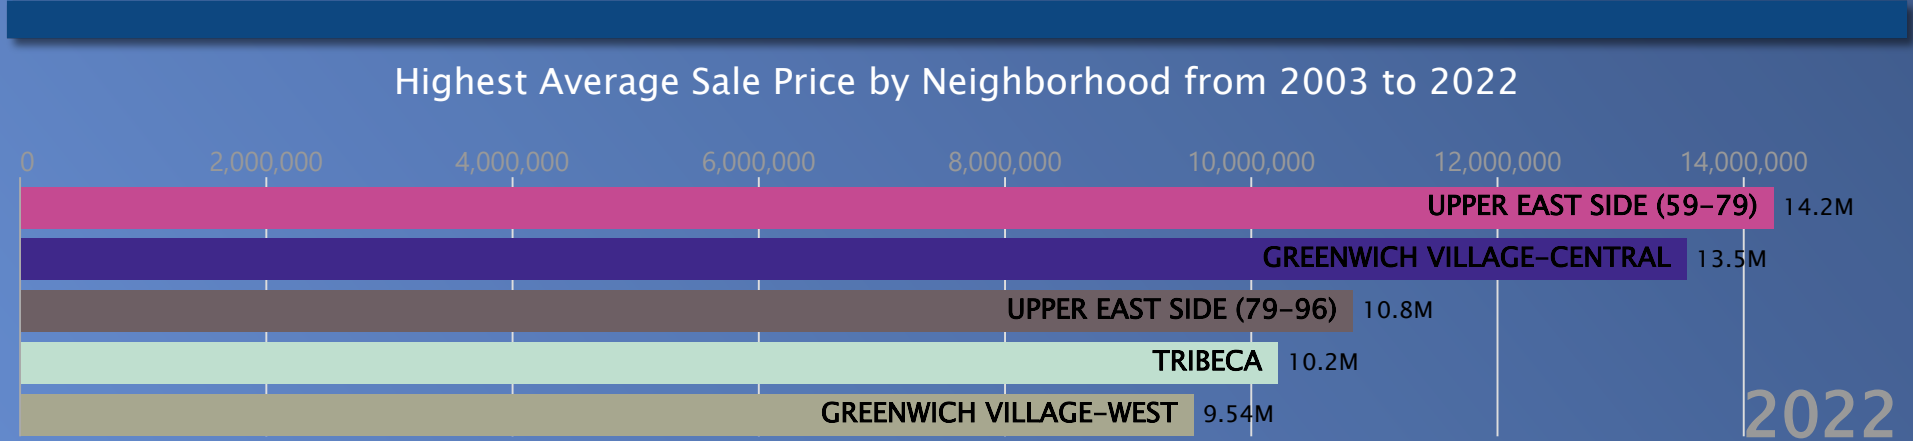 Highest Average Sale Price by Neighborhood from 2003 to 2022
0 2,000,000 4,000,000 6,000,000 8,000,000 10,000,000 12,000,000 14,000,000
UPPER EAST SIDE (59-79) 14.2M
GREENWICH VILLAGE-CENTRAL 13.5M
UPPER EAST SIDE (79-96) 10.8M
TRIBECA 10.2M
GREENWICH VILLAGE-WEST 9.54M
2022